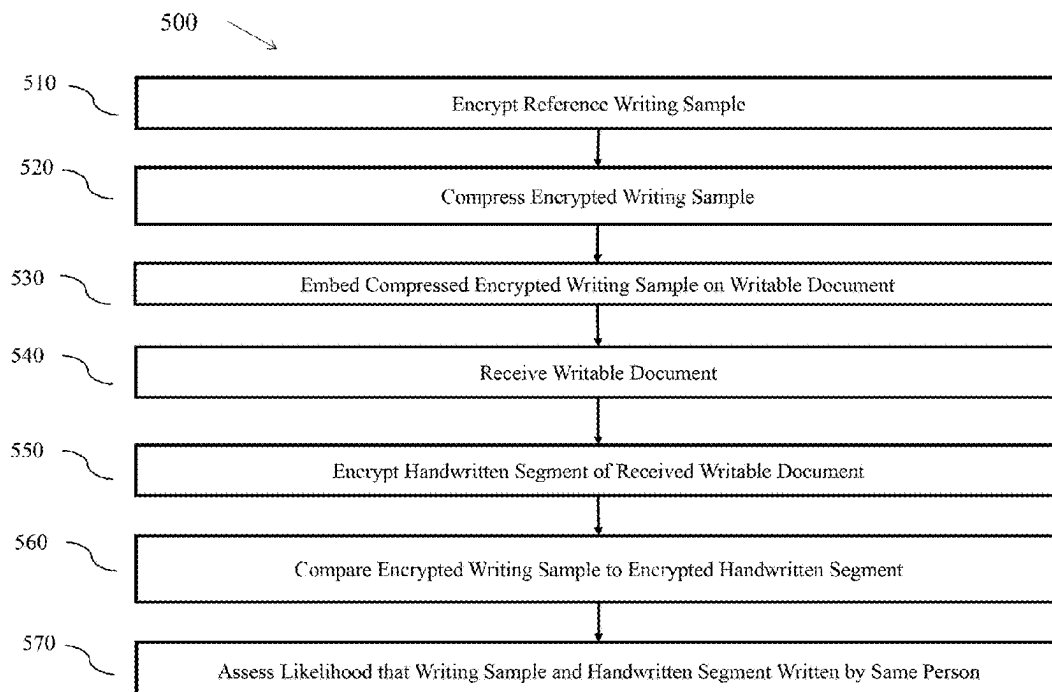 500
510
Encrypt Reference Writing Sample
520
Compress Encrypted Writing Sample
530
Embed Compressed Encrypted Writing Sample on Writable Document
540
Receive Writable Document
550
Encrypt Handwritten Segment of Received Writable Document
560
Compare Encrypted Writing Sample to Encrypted Handwritten Segment
570
Assess Likelihood that Writing Sample and Handwritten Segment Written by Same Person